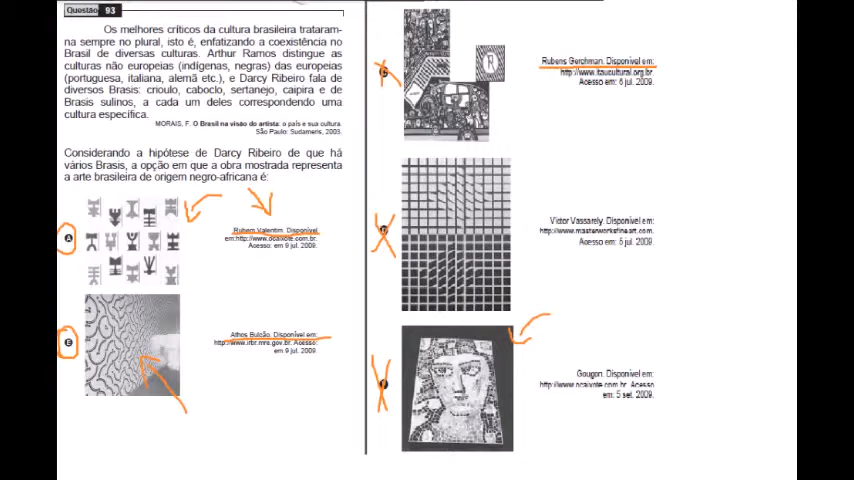 Questão 93
Os melhores críticos da cultura brasileira trataram-
na sempre no plural, isto é, enfatizando a coexistência no
Brasil de diversas culturas. Arthur Ramos distingue as
culturas não europeias (indígenas, negras) das europeias
(portuguesa, italiana, alemã etc.), e Darcy Ribeiro fala de
diversos Brasis: crioulo, caboclo, sertanejo, caipira e de
Brasis sulinos, a cada um deles correspondendo uma
cultura específica.
MORAIS, F. O Brasil na visão do artista: o país e sua cultura.
São Paulo: Sudameris, 2003.
Considerando a hipótese de Darcy Ribeiro de que há
vários Brasis, a opção em que a obra mostrada representa
a arte brasileira de origem negro-africana é:
A
Rubem Valentim. Disponível
em:http://www.ocaixote.com.br.
Acesso: em 9 jul. 2009.
B
Athos Bulcão. Disponível em:
http://www.irbr.mre.gov.br. Acesso:
em 9 jul. 2009.
R
Rubens Gerchman. Disponível em:
http://www.itaucultural.org.br.
Acesso em: 6 jul. 2009.
Victor Vassarely. Disponível em:
http://www.masterworksfineart.com.
Acesso em: 5 jul. 2009.
Gougon. Disponível em:
http://www.ocaixote.com.br. Acesso
em: 5 set. 2009.